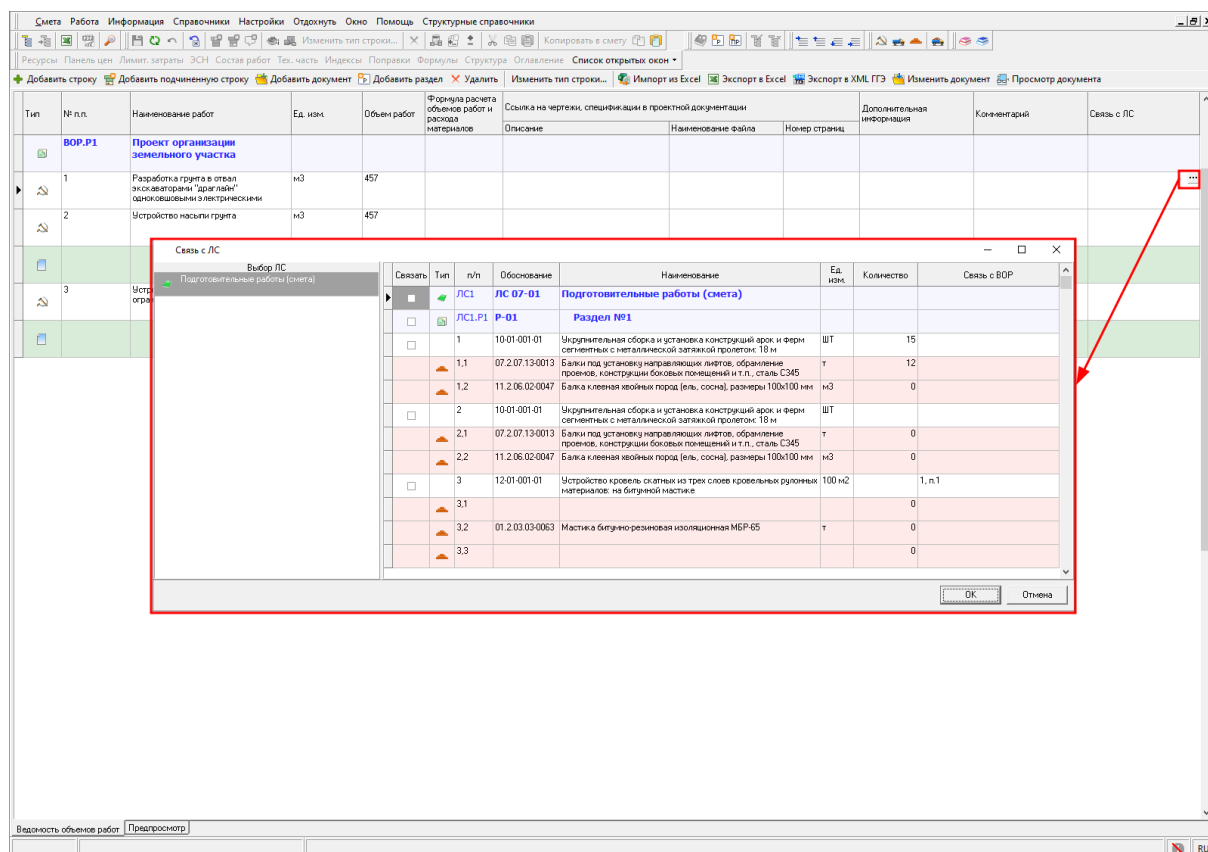 Смета Работа Информация Справочники Настройки Отдохнуть Окно Помощь Структурные справочники
Изменить тип строки... Копировать в смету
Ресурсы Панель цен Лимит. затраты ЭСН Состав работ Тех. часть Индексы Поправки Формулы Структура Оглавление Список открытых окон
Добавить строку Добавить подчиненную строку Добавить документ Добавить раздел Удалить Изменить тип строки... Импорт из Excel Экспорт в Excel Экспорт в XML ГГЭ Изменить документ Просмотр документа
Тип № п.п. Наименование работ Ед. изм. Объем работ Формула расчета объемов работ и расхода материалов Ссылка на чертежи, спецификации в проектной документации Дополнительная информация Комментарий Связь с ЛС
Описание Наименование файла Номер страниц
ВОР.Р1 Проект организации
земельного участка
1 Разработка грунта в отвал м3 457 ...
экскаваторами "драглайн"
одноковшовыми электрическими
2 Устройство насыпи грунта м3 457
3
Связь с ЛС
Выбор ЛС
Подготовительные работы (смета)
Связать Тип п/п Обоснование Наименование Ед. изм. Количество Связь с ВОР
ЛС1 ЛС 07-01 Подготовительные работы (смета)
ЛС1.Р1 Р-01 Раздел №1
1 10-01-001-01 Укрупнительная сборка и установка конструкций арок и ферм ШТ 15
сегментных с металлической затяжкой пролетом: 18 м
1,1 07.2.07.13-0013 Балки под установку направляющих лифтов, обрамление т 12
проемов, конструкции боковых помещений и т.п., сталь С345
1,2 11.2.06.02-0047 Балка клееная хвойных пород (ель, сосна), размеры 100х100 мм м3 0
2 10-01-001-01 Укрупнительная сборка и установка конструкций арок и ферм ШТ
сегментных с металлической затяжкой пролетом: 18 м
2,1 07.2.07.13-0013 Балки под установку направляющих лифтов, обрамление т 0
проемов, конструкции боковых помещений и т.п., сталь С345
2,2 11.2.06.02-0047 Балка клееная хвойных пород (ель, сосна), размеры 100х100 мм м3 0
3 12-01-001-01 Устройство кровель скатных из трех слоев кровельных рулонных 100 м2 1, п.1
материалов: на битумной мастике
3,1 0
3,2 01.2.03.03-0063 Мастика битумно-резиновая изоляционная МБР-65 т 0
3,3 0
OK Отмена
Ведомость объемов работ Предпросмотр
RU